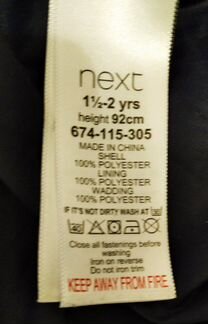 next
1½-2 yrs
height 92cm
674-115-305
MADE IN CHINA
SHELL
100% POLYESTER
LINING
100% POLYESTER
WADDING
100% POLYESTER
IF IT'S NOT DIRTY WASH AT 30
40
Close all fastenings before
washing
Iron on reverse
Do not iron trim
KEEP AWAY FROM FIRE